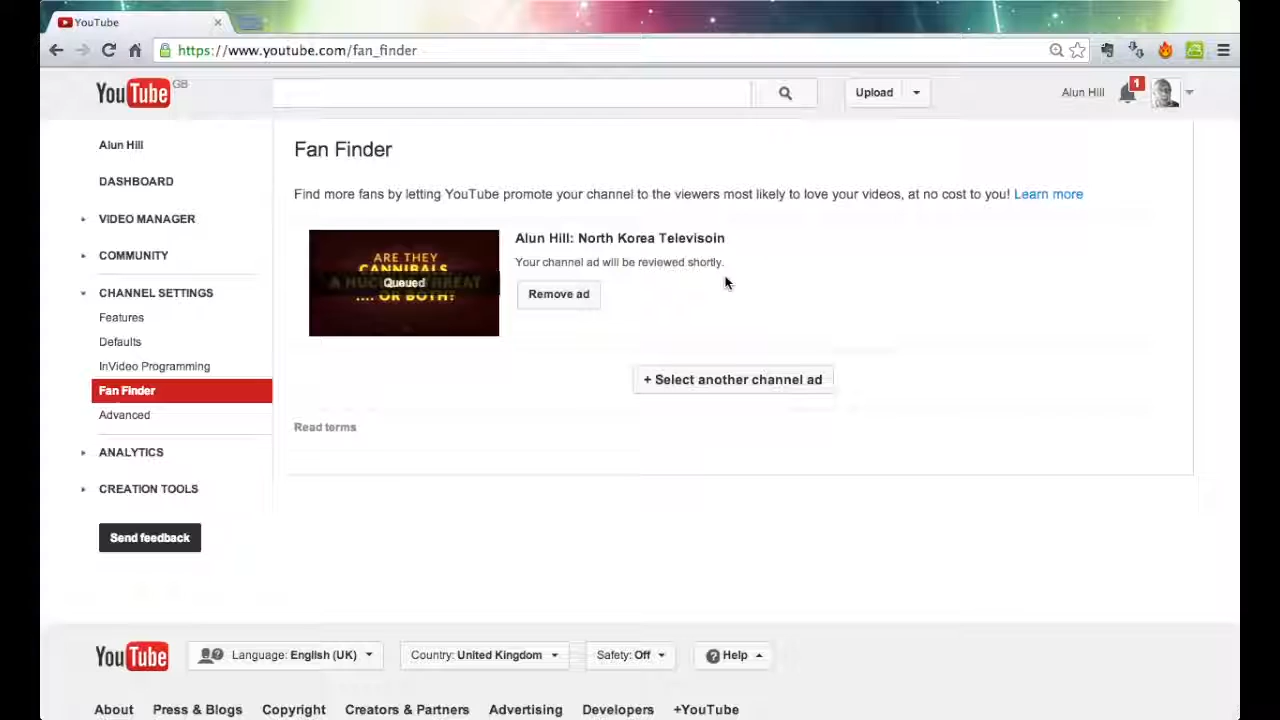 YouTube
https://www.youtube.com/fan_finder
YouTube GB
Upload
Alun Hill
1
Alun Hill
DASHBOARD
VIDEO MANAGER
COMMUNITY
CHANNEL SETTINGS
Features
Defaults
InVideo Programming
Fan Finder
Advanced
ANALYTICS
CREATION TOOLS
Send feedback
Fan Finder
Find more fans by letting YouTube promote your channel to the viewers most likely to love your videos, at no cost to you! Learn more
ARE THEY
CANNIBALS,
A NUCLEAR THREAT
Queued
.... OR BOTH?
Alun Hill: North Korea Televisoin
Your channel ad will be reviewed shortly.
Remove ad
+ Select another channel ad
Read terms
YouTube
Language: English (UK)
Country: United Kingdom
Safety: Off
Help
About Press & Blogs Copyright Creators & Partners Advertising Developers +YouTube